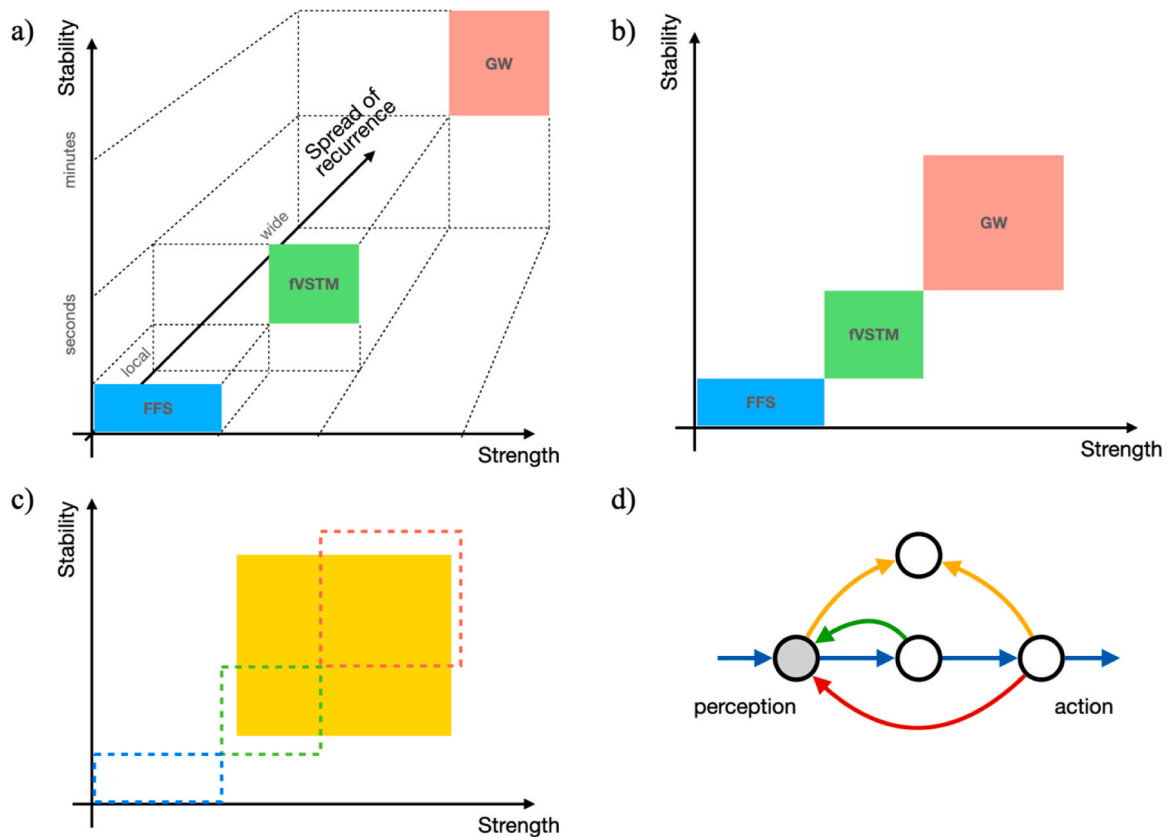 a)
Stability
minutes
seconds
GW
Spread of
recurrence
wide
local
fVSTM
FFS
Strength
b)
Stability
GW
fVSTM
FFS
Strength
c)
Stability
Strength
d)
perception
action